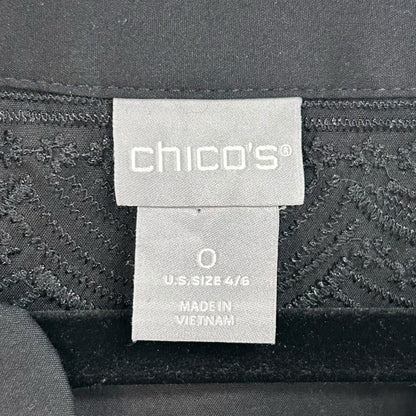 chico's®
0
U.S. SIZE 4/6
MADE IN
VIETNAM